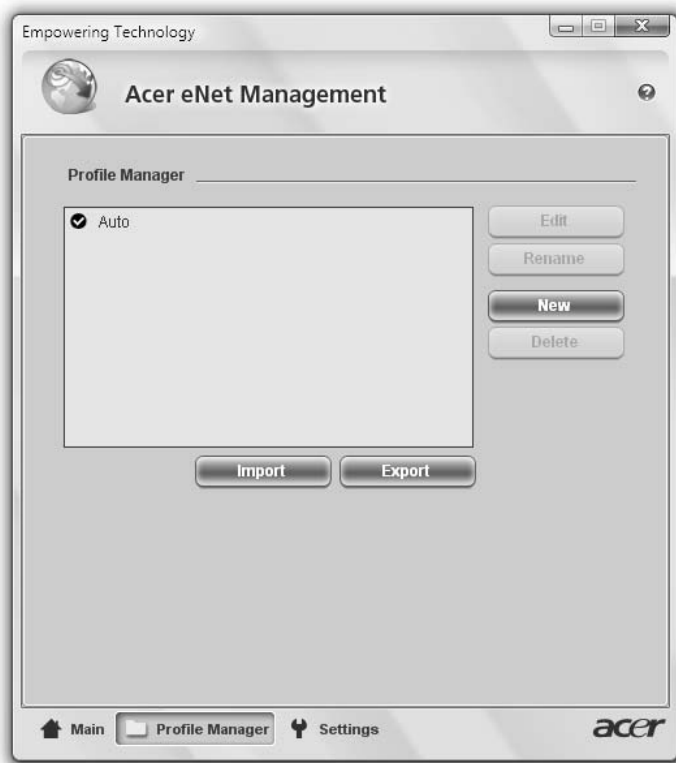 Empowering Technology
Acer eNet Management
Profile Manager
Auto
Edit
Rename
New
Delete
Import
Export
Main
Profile Manager
Settings
acer